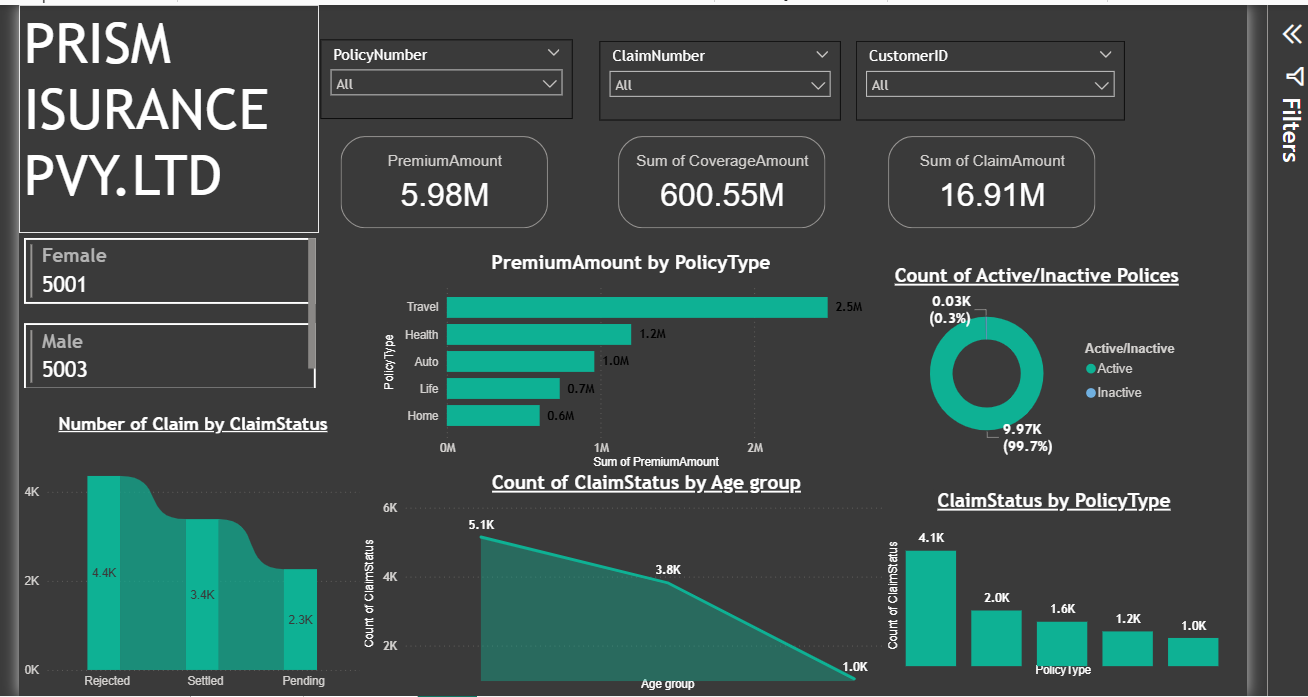 PRISM
ISURANCE
PVY.LTD
PolicyNumber
All
ClaimNumber
All
CustomerID
All
Filters
PremiumAmount
5.98M
Sum of CoverageAmount
600.55M
Sum of ClaimAmount
16.91M
Female
5001
Male
5003
PremiumAmount by PolicyType
PolicyType
Travel 2.5M
Health 1.2M
Auto 1.0M
Life 0.7M
Home 0.6M
0M 1M 2M
Sum of PremiumAmount
Count of Active/Inactive Polices
0.03K
(0.3%)
9.97K
(99.7%)
Active/Inactive
Active
Inactive
Number of Claim by ClaimStatus
4K
2K
0K
4.4K
3.4K
2.3K
Rejected Settled Pending
Count of ClaimStatus by Age group
Count of ClaimStatus
6K
4K
2K
5.1K
3.8K
1.0K
Age group
ClaimStatus by PolicyType
Count of ClaimStatus
4.1K
2.0K
1.6K
1.2K
1.0K
PolicyType